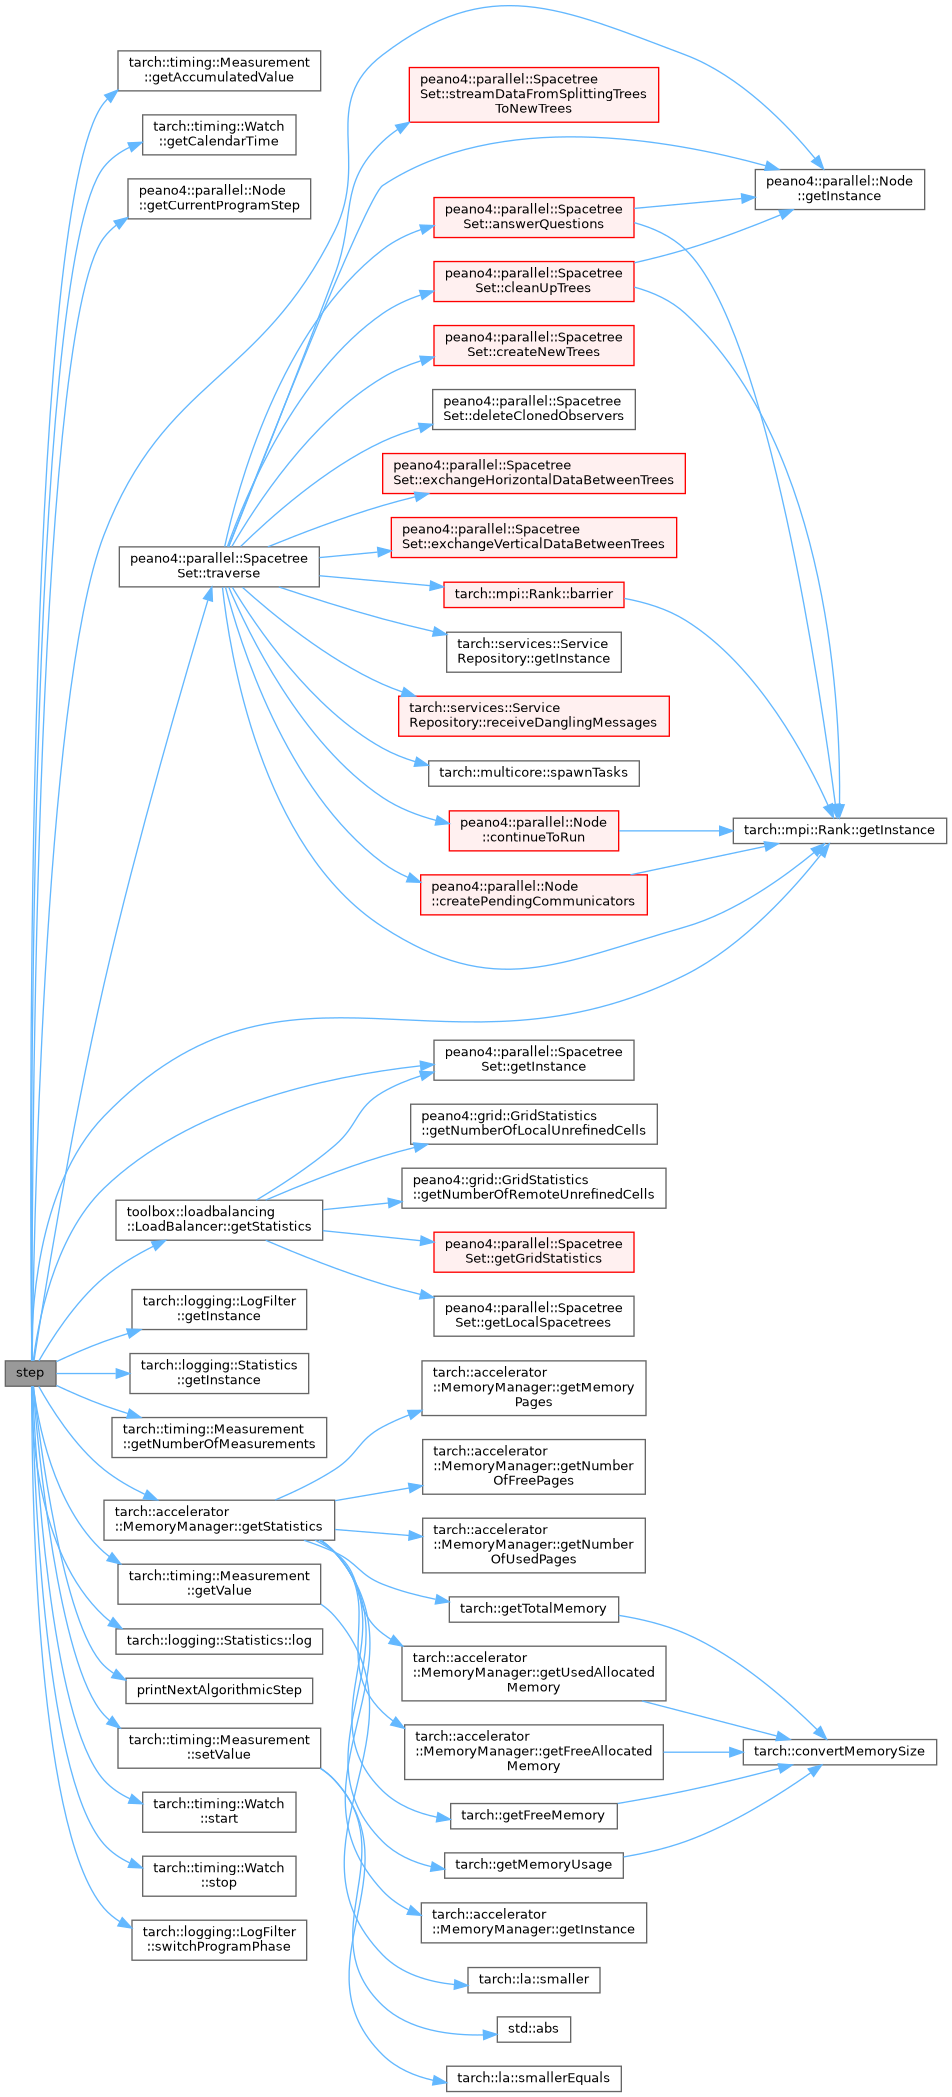 tarch::timing::Measurement
::getAccumulatedValue
tarch::timing::Watch
::getCalendarTime
peano4::parallel::Node
::getCurrentProgramStep
peano4::parallel::Spacetree
Set::streamDataFromSplittingTrees
ToNewTrees
peano4::parallel::Node
::getInstance
peano4::parallel::Spacetree
Set::answerQuestions
peano4::parallel::Spacetree
Set::cleanUpTrees
peano4::parallel::Spacetree
Set::createNewTrees
peano4::parallel::Spacetree
Set::deleteClonedObservers
peano4::parallel::Spacetree
Set::exchangeHorizontalDataBetweenTrees
peano4::parallel::Spacetree
Set::exchangeVerticalDataBetweenTrees
peano4::parallel::Spacetree
Set::traverse
tarch::mpi::Rank::barrier
tarch::services::Service
Repository::getInstance
tarch::services::Service
Repository::receiveDanglingMessages
tarch::multicore::spawnTasks
peano4::parallel::Node
::continueToRun
tarch::mpi::Rank::getInstance
peano4::parallel::Node
::createPendingCommunicators
peano4::parallel::Spacetree
Set::getInstance
peano4::grid::GridStatistics
::getNumberOfLocalUnrefinedCells
peano4::grid::GridStatistics
::getNumberOfRemoteUnrefinedCells
toolbox::loadbalancing
::LoadBalancer::getStatistics
peano4::parallel::Spacetree
Set::getGridStatistics
peano4::parallel::Spacetree
Set::getLocalSpacetrees
tarch::logging::LogFilter
::getInstance
step
tarch::logging::Statistics
::getInstance
tarch::accelerator
::MemoryManager::getMemory
Pages
tarch::timing::Measurement
::getNumberOfMeasurements
tarch::accelerator
::MemoryManager::getNumber
OfFreePages
tarch::accelerator
::MemoryManager::getStatistics
tarch::accelerator
::MemoryManager::getNumber
OfUsedPages
tarch::timing::Measurement
::getValue
tarch::getTotalMemory
tarch::logging::Statistics::log
tarch::accelerator
::MemoryManager::getUsedAllocated
Memory
printNextAlgorithmicStep
tarch::timing::Measurement
::setValue
tarch::accelerator
::MemoryManager::getFreeAllocated
Memory
tarch::convertMemorySize
tarch::timing::Watch
::start
tarch::getFreeMemory
tarch::timing::Watch
::stop
tarch::getMemoryUsage
tarch::logging::LogFilter
::switchProgramPhase
tarch::accelerator
::MemoryManager::getInstance
tarch::la::smaller
std::abs
tarch::la::smallerEquals